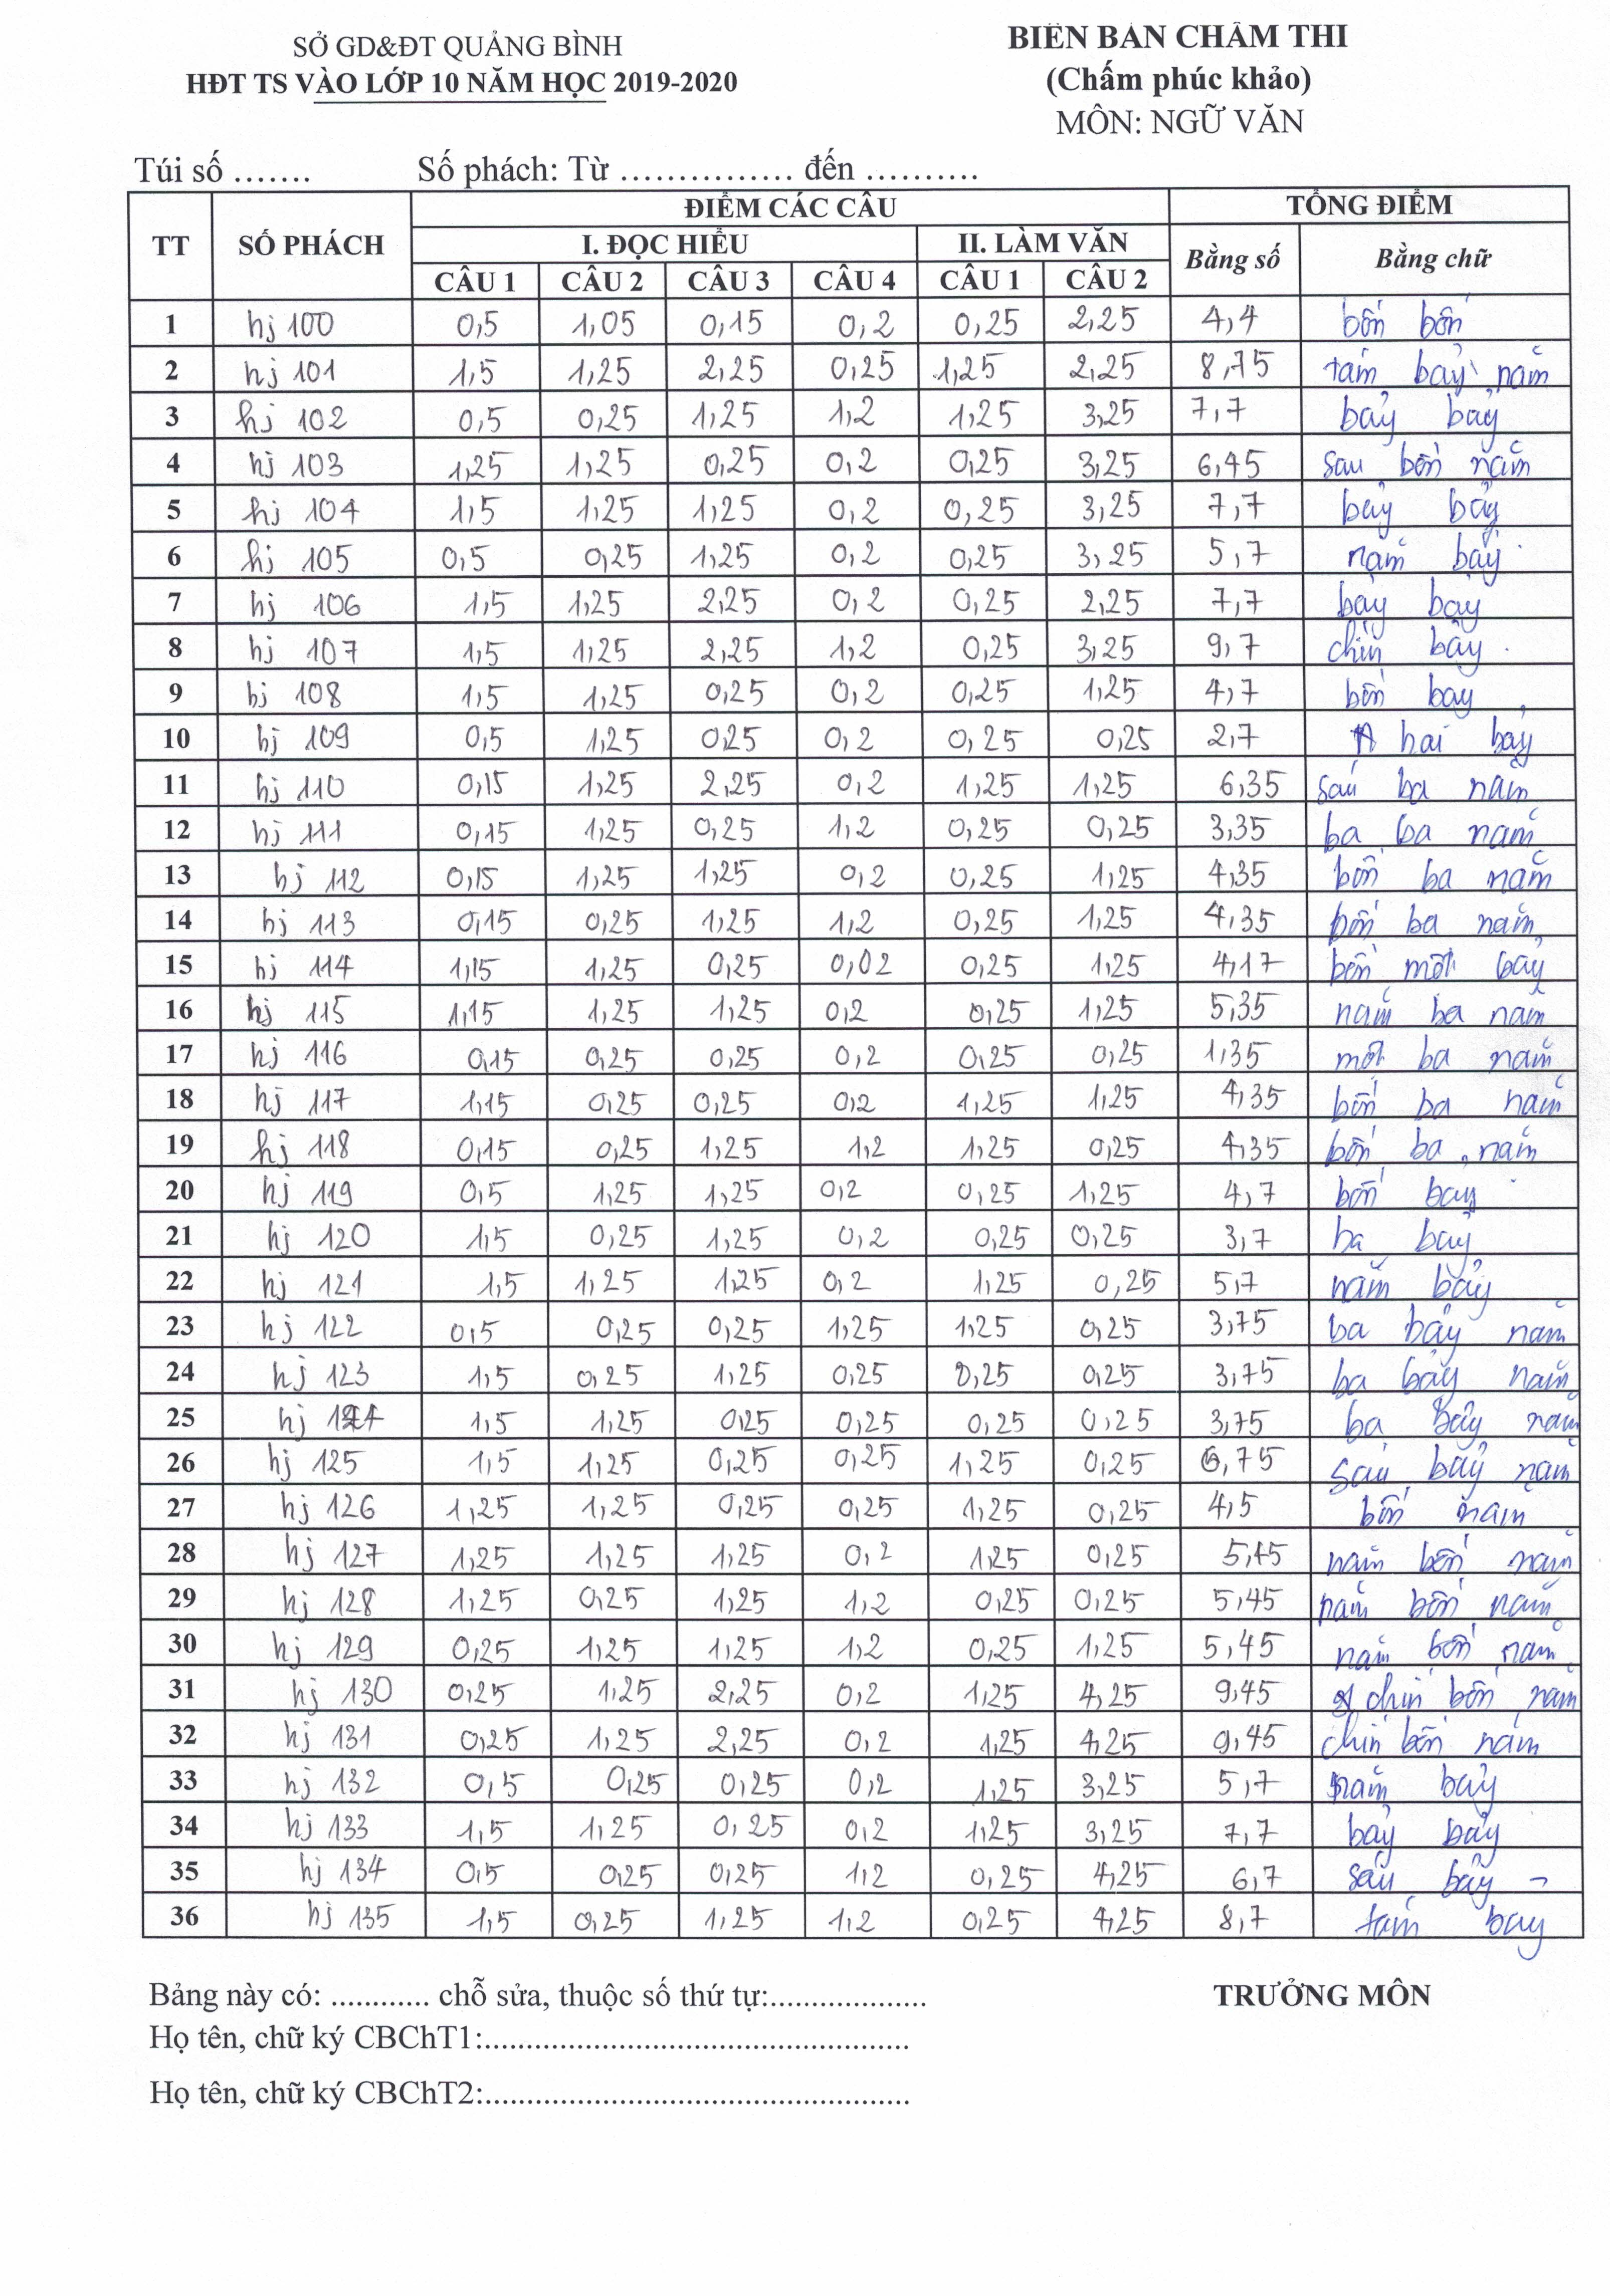 SỞ GD&ĐT QUẢNG BÌNH
HĐT TS VÀO LỚP 10 NĂM HỌC 2019-2020
BIÊN BẢN CHẤM THI
(Chấm phúc khảo)
MÔN: NGỮ VĂN
Túi số ....... Số phách: Từ ............... đến ..........
TT SỐ PHÁCH ĐIỂM CÁC CÂU TỔNG ĐIỂM
I. ĐỌC HIỂU II. LÀM VĂN Bằng số Bằng chữ
CÂU 1 CÂU 2 CÂU 3 CÂU 4 CÂU 1 CÂU 2
1 hj 100 0,5 1,05 0,15 0,2 0,25 2,25 4,4 bốn bốn
2 hj 101 1,5 1,25 2,25 0,25 1,25 2,25 8,75 tám bảy năm
3 hj 102 0,5 0,25 1,25 1,2 1,25 3,25 7,7 bảy bảy
4 hj 103 1,25 1,25 0,25 0,2 0,25 3,25 6,45 sau bốn năm
5 hj 104 1,5 1,25 1,25 0,2 0,25 3,25 7,7 bảy bảy
6 hj 105 0,5 0,25 1,25 0,2 0,25 3,25 5,7 năm bảy
7 hj 106 1,5 1,25 2,25 0,2 0,25 2,25 7,7 bảy bảy
8 hj 107 1,5 1,25 2,25 1,2 0,25 3,25 9,7 chín bảy
9 hj 108 1,5 1,25 0,25 0,2 0,25 1,25 4,7 bốn bay
10 hj 109 0,5 1,25 0,25 0,2 0,25 0,25 2,7 hai bảy
11 hj 110 0,15 1,25 2,25 0,2 1,25 1,25 6,35 sáu ba năm
12 hj 111 0,15 1,25 0,25 1,2 0,25 0,25 3,35 ba ba năm
13 hj 112 0,15 1,25 1,25 0,2 0,25 1,25 4,35 bốn ba năm
14 hj 113 0,15 0,25 1,25 1,2 0,25 1,25 4,35 bốn ba năm
15 hj 114 1,15 1,25 0,25 0,02 0,25 1,25 4,17 bốn một bảy
16 hj 115 1,15 1,25 1,25 0,2 0,25 1,25 5,35 năm ba năm
17 hj 116 0,15 0,25 0,25 0,2 0,25 0,25 1,35 một ba năm
18 hj 117 1,15 0,25 0,25 0,2 1,25 1,25 4,35 bốn ba năm
19 hj 118 0,15 0,25 1,25 1,2 1,25 0,25 4,35 bốn ba năm
20 hj 119 0,5 1,25 1,25 0,2 0,25 1,25 4,7 bốn bay
21 hj 120 1,5 0,25 1,25 0,2 0,25 0,25 3,7 ba bảy
22 hj 121 1,5 1,25 1,25 0,2 1,25 0,25 5,7 năm bảy
23 hj 122 0,5 0,25 0,25 1,25 1,25 0,25 3,75 ba bảy năm
24 hj 123 1,5 0,25 1,25 0,25 0,25 0,25 3,75 ba bảy năm
25 hj 124 1,5 1,25 0,25 0,25 0,25 0,25 3,75 ba bảy năm
26 hj 125 1,5 1,25 0,25 0,25 1,25 0,25 6,75 sáu bảy năm
27 hj 126 1,25 1,25 0,25 0,25 1,25 0,25 4,5 bốn năm
28 hj 127 1,25 1,25 1,25 0,2 1,25 0,25 5,45 năm bốn năm
29 hj 128 1,25 0,25 1,25 1,2 0,25 0,25 5,45 năm bốn năm
30 hj 129 0,25 1,25 1,25 1,2 0,25 1,25 5,45 năm bốn năm
31 hj 130 0,25 1,25 2,25 0,2 1,25 4,25 9,45 chín bốn năm
32 hj 131 0,25 1,25 2,25 0,2 1,25 4,25 9,45 chín bốn năm
33 hj 132 0,5 0,25 0,25 0,2 1,25 3,25 5,7 năm bảy
34 hj 133 1,5 1,25 0,25 0,2 1,25 3,25 7,7 bảy bảy
35 hj 134 0,5 0,25 0,25 1,2 0,25 4,25 6,7 sáu bảy
36 hj 135 1,5 0,25 1,25 1,2 0,25 4,25 8,7 tám bay
Bảng này có: ............ chỗ sửa, thuộc số thứ tự:................... TRƯỞNG MÔN
Họ tên, chữ ký CBChT1:....................................................
Họ tên, chữ ký CBChT2:....................................................